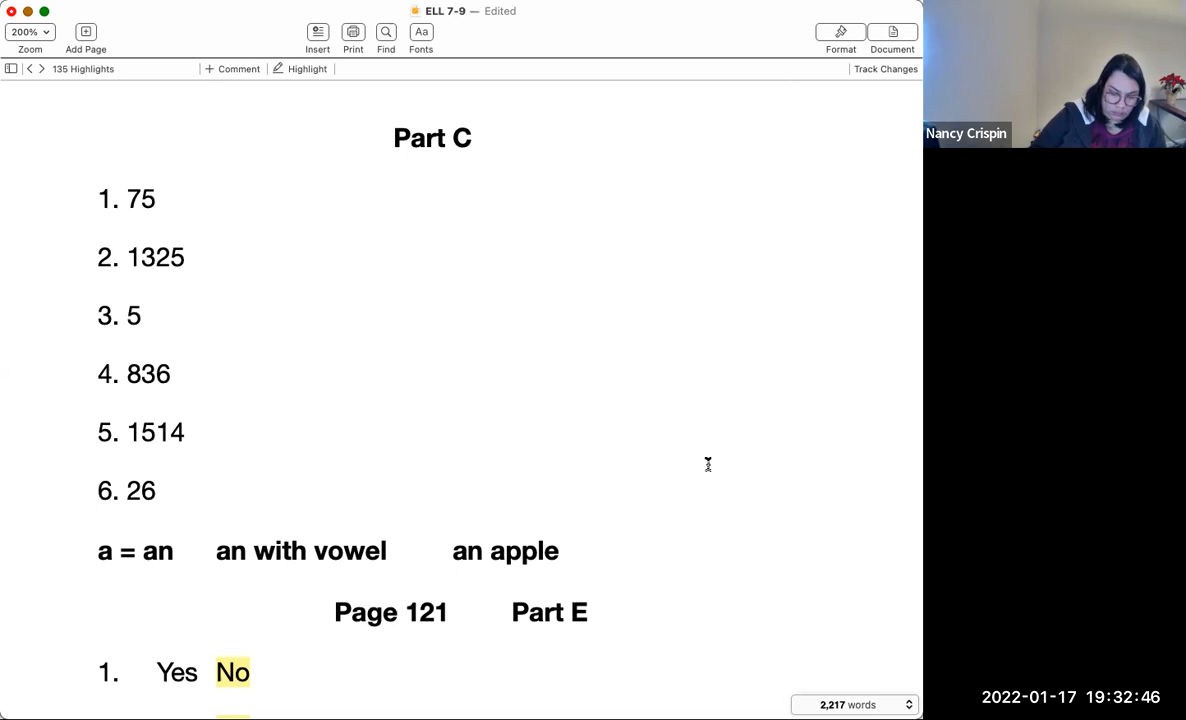 ELL 7-9 — Edited
200%
Zoom
Add Page
Insert
Print
Find
Aa
Fonts
Format
Document
135 Highlights
+ Comment
Highlight
Track Changes
Part C
1. 75
2. 1325
3. 5
4. 836
5. 1514
6. 26
a = an an with vowel an apple
Page 121 Part E
1. Yes No
2,217 words
Nancy Crispin
2022-01-17 19:32:46